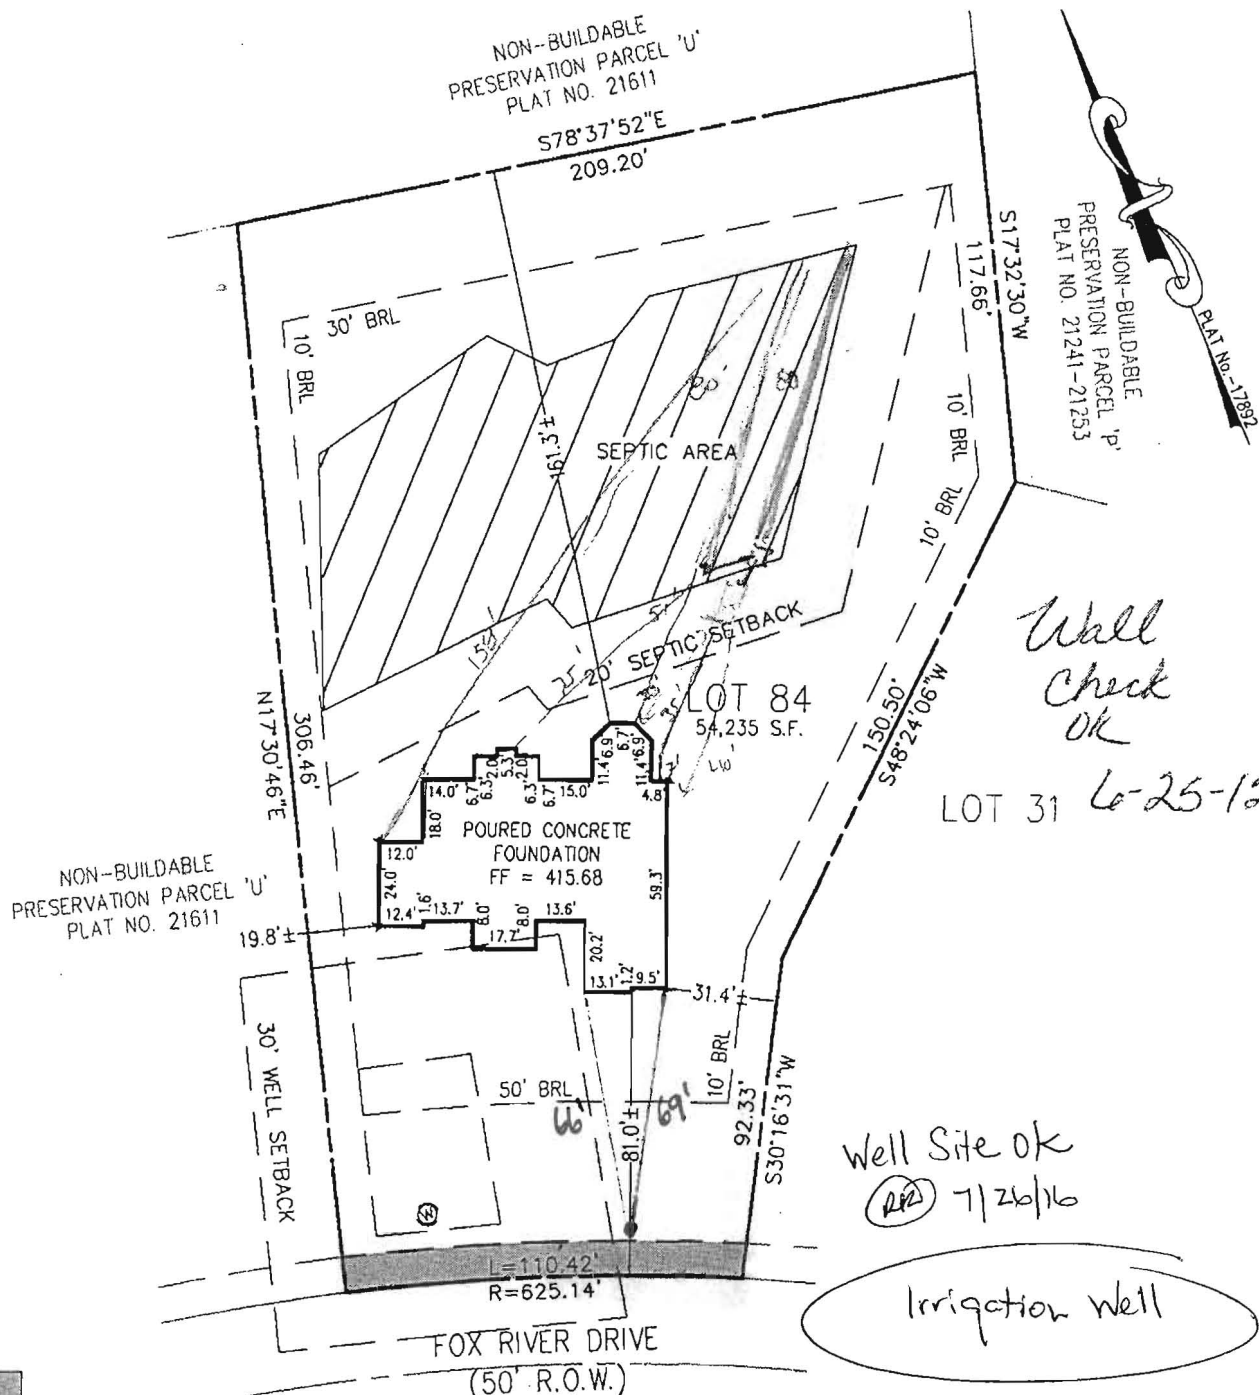 NON-BUILDABLE
PRESERVATION PARCEL 'U'
PLAT NO. 21611
S78°37'52"E
209.20'
S17°32'30"W
117.66'
NON-BUILDABLE
PRESERVATION PARCEL 'P'
PLAT NO. 21241-21253
PLAT No.-17892
30' BRL
10' BRL
10' BRL
10' BRL
191.3'±
SEPTIC AREA
20' SEPTIC SETBACK
25'
35'
LOT 84
54,235 S.F.
150.50'
S48°24'06"W
Wall
Check
OK
LOT 31
N17°30'46"E
306.46'
14.0'
6.7'
6.3'
2.0'
5.3'
2.0'
6.3'
6.7'
15.0'
11.4'
6.9'
6.7'
6.9'
11.4'
4.8'
18.0'
12.0'
POURED CONCRETE
FOUNDATION
FF = 415.68
59.3'
24.0'
12.4'
1.6'
13.7'
8.0'
17.7'
8.0'
13.6'
20.2'
13.1'
1.2'
9.5'
NON-BUILDABLE
PRESERVATION PARCEL 'U'
PLAT NO. 21611
19.8'±
31.4'±
30' WELL SETBACK
50' BRL
10' BRL
66'
69'
81.0'±
92.33'
S30°16'31"W
Well Site OK
7/26/16
L=110.42'
R=625.14'
Irrigation Well
FOX RIVER DRIVE
(50' R.O.W.)